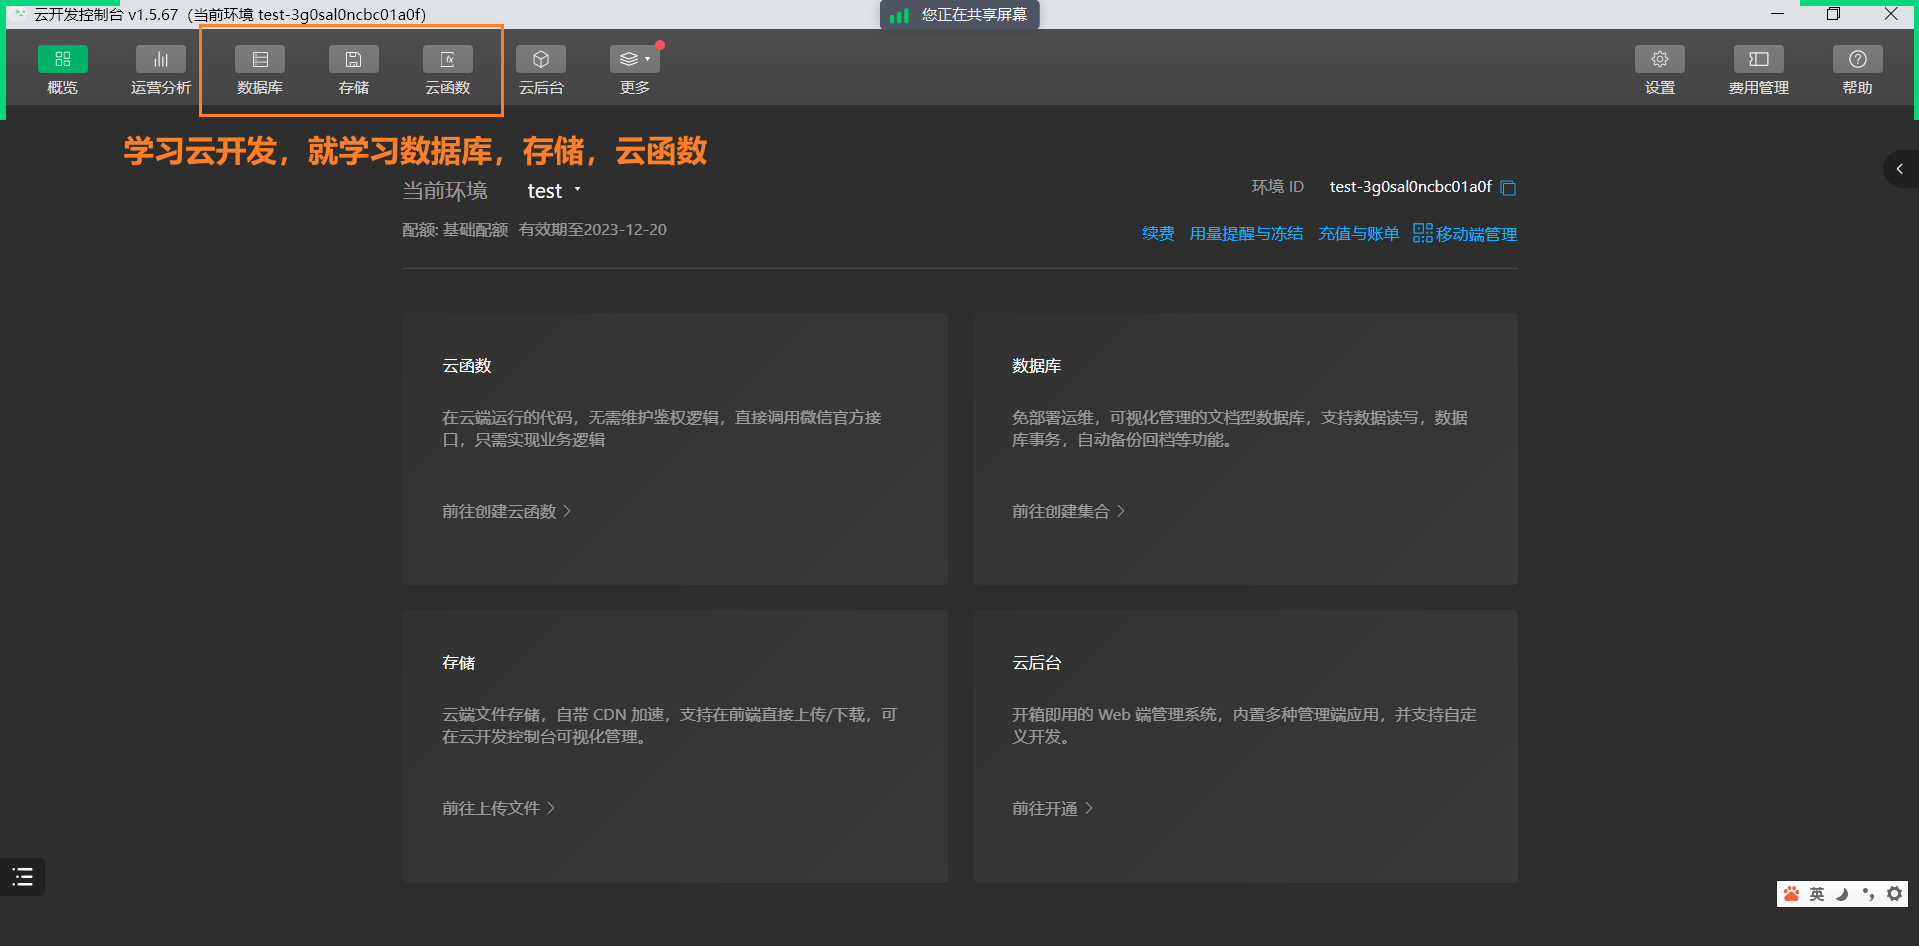 云开发控制台 v1.5.67（当前环境 test-3g0sal0ncbc01a0f）
您正在共享屏幕
概览
运营分析
数据库
存储
云函数
云后台
更多
设置
费用管理
帮助
学习云开发，就学习数据库，存储，云函数
当前环境 test
环境 ID test-3g0sal0ncbc01a0f
配额: 基础配额 有效期至2023-12-20
续费 用量提醒与冻结 充值与账单 移动端管理
云函数
在云端运行的代码，无需维护鉴权逻辑，直接调用微信官方接
口，只需实现业务逻辑
前往创建云函数
数据库
免部署运维，可视化管理的文档型数据库，支持数据读写，数据
库事务，自动备份回档等功能。
前往创建集合
存储
云端文件存储，自带 CDN 加速，支持在前端直接上传/下载，可
在云开发控制台可视化管理。
前往上传文件
云后台
开箱即用的 Web 端管理系统，内置多种管理端应用，并支持自定
义开发。
前往开通
英